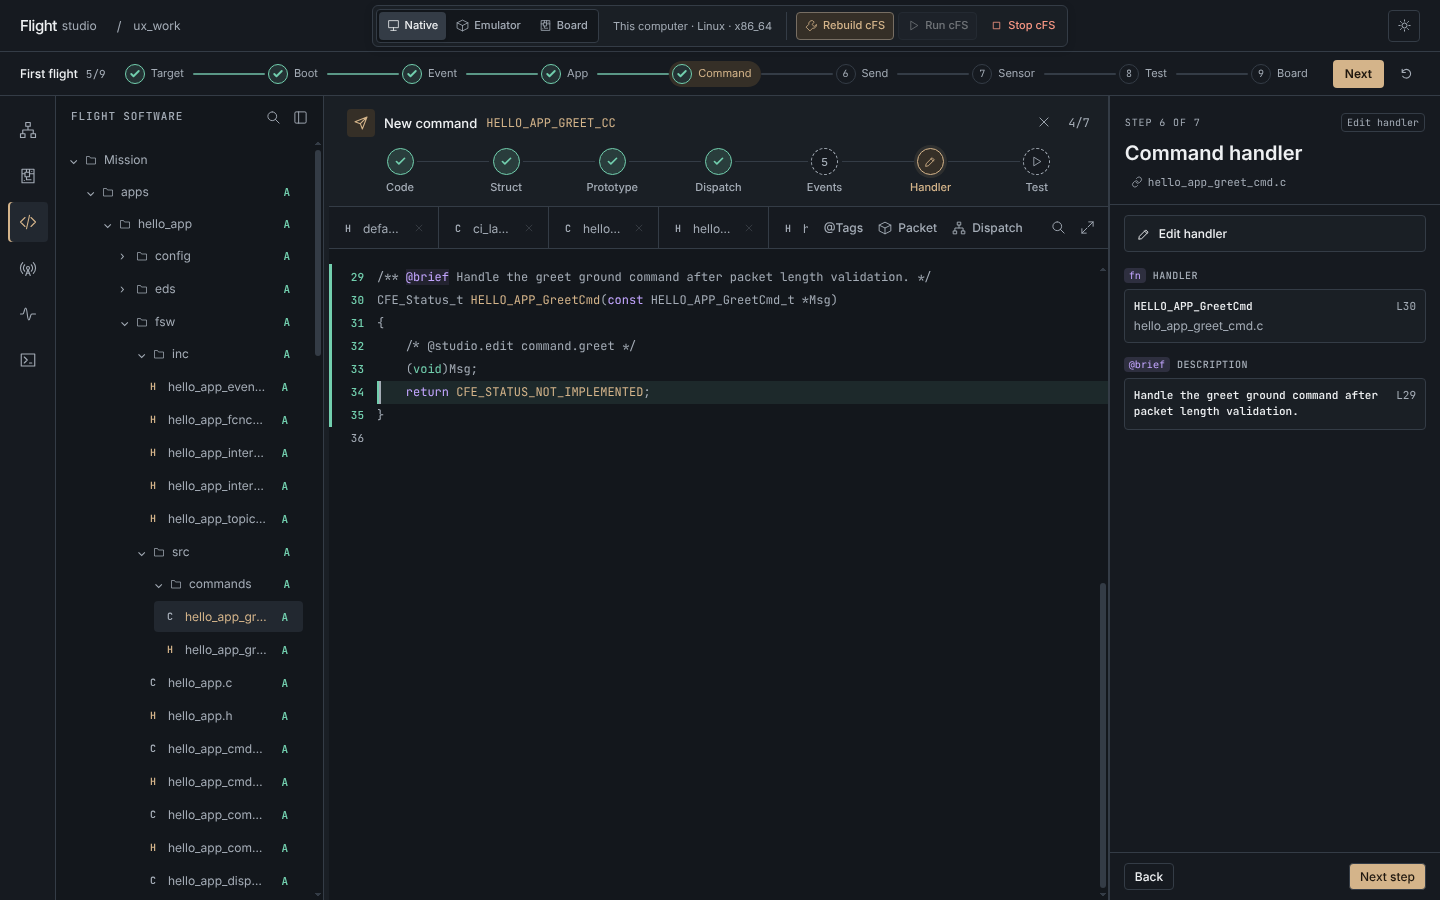 Flight studio / ux_work
Native Emulator Board This computer · Linux · x86_64 Rebuild cFS Run cFS Stop cFS
First flight 5/9 Target Boot Event App Command 6 Send 7 Sensor 8 Test 9 Board Next
FLIGHT SOFTWARE
Mission
apps A
hello_app A
config A
eds A
fsw A
inc A
H hello_app_even... A
H hello_app_fcnc... A
H hello_app_inter... A
H hello_app_inter... A
H hello_app_topic... A
src A
commands A
C hello_app_gr... A
H hello_app_gr... A
C hello_app.c A
H hello_app.h A
C hello_app_cmd... A
H hello_app_cmd... A
C hello_app_com... A
H hello_app_com... A
C hello_app_disp... A
New command HELLO_APP_GREET_CC 4/7
5
Code Struct Prototype Dispatch Events Handler Test
H defa... C ci_la... C hello... H hello... H @Tags Packet Dispatch
29 /** @brief Handle the greet ground command after packet length validation. */
30 CFE_Status_t HELLO_APP_GreetCmd(const HELLO_APP_GreetCmd_t *Msg)
31 {
32 /* @studio.edit command.greet */
33 (void)Msg;
34 return CFE_STATUS_NOT_IMPLEMENTED;
35 }
36
STEP 6 OF 7 Edit handler
Command handler
hello_app_greet_cmd.c
Edit handler
fn HANDLER
HELLO_APP_GreetCmd L30
hello_app_greet_cmd.c
@brief DESCRIPTION
Handle the greet ground command after L29
packet length validation.
Back Next step